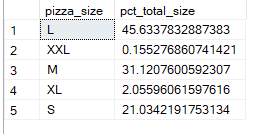 pizza_size pct_total_size
1 L 45.6337832887383
2 XXL 0.155276860741421
3 M 31.1207600592307
4 XL 2.05596061597616
5 S 21.0342191753134